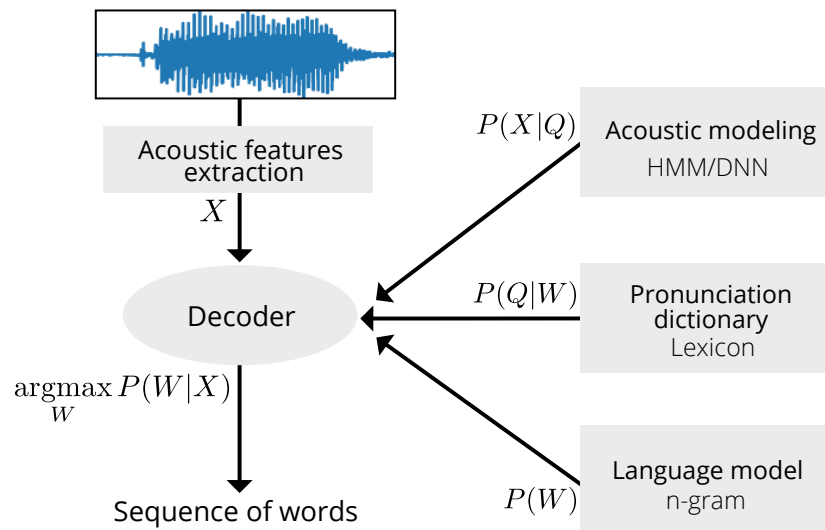 Acoustic features
extraction
X
Decoder
argmax P(W|X)
W
Sequence of words
P(X|Q)
Acoustic modeling
HMM/DNN
P(Q|W)
Pronunciation
dictionary
Lexicon
P(W)
Language model
n-gram